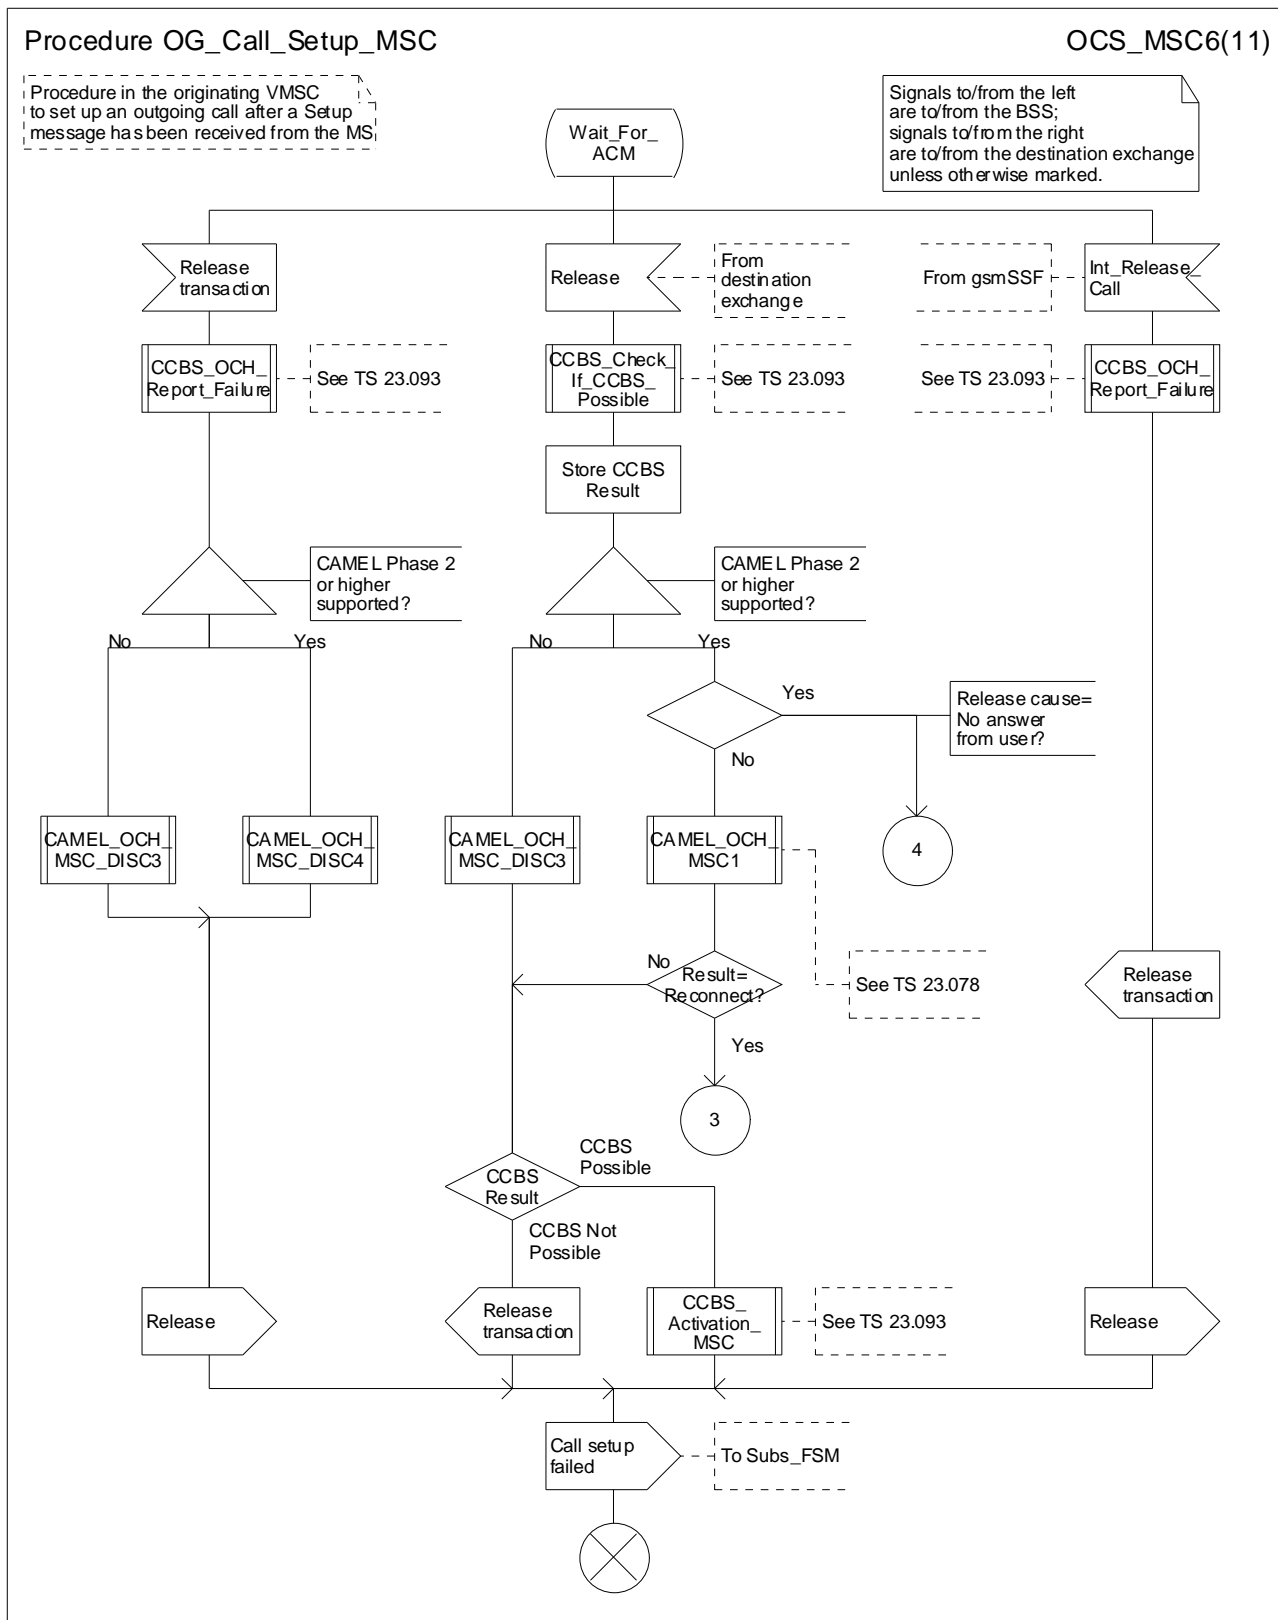 Procedure OG_Call_Setup_MSC
OCS_MSC6(11)
Procedure in the originating VMSC
to set up an outgoing call after a Setup
message has been received from the MS
Signals to/from the left
are to/from the BSS;
signals to/from the right
are to/from the destination exchange
unless otherwise marked.
Wait_For_
ACM
Release
transaction
Release
From
destination
exchange
From gsmSSF
Int_Release_
Call
CCBS_OCH_
Report_Failure
See TS 23.093
CCBS_Check_
If_CCBS_
Possible
See TS 23.093
See TS 23.093
CCBS_OCH_
Report_Failure
Store CCBS
Result
CAMEL Phase 2
or higher
supported?
CAMEL Phase 2
or higher
supported?
No
Yes
No
Yes
Yes
Release cause=
No answer
from user?
No
CAMEL_OCH_
MSC_DISC3
CAMEL_OCH_
MSC_DISC4
CAMEL_OCH_
MSC_DISC3
CAMEL_OCH_
MSC1
4
No
Result=
Reconnect?
See TS 23.078
Release
transaction
Yes
3
CCBS
Possible
CCBS
Result
CCBS Not
Possible
Release
Release
transaction
CCBS_
Activation_
MSC
See TS 23.093
Release
Call setup
failed
To Subs_FSM